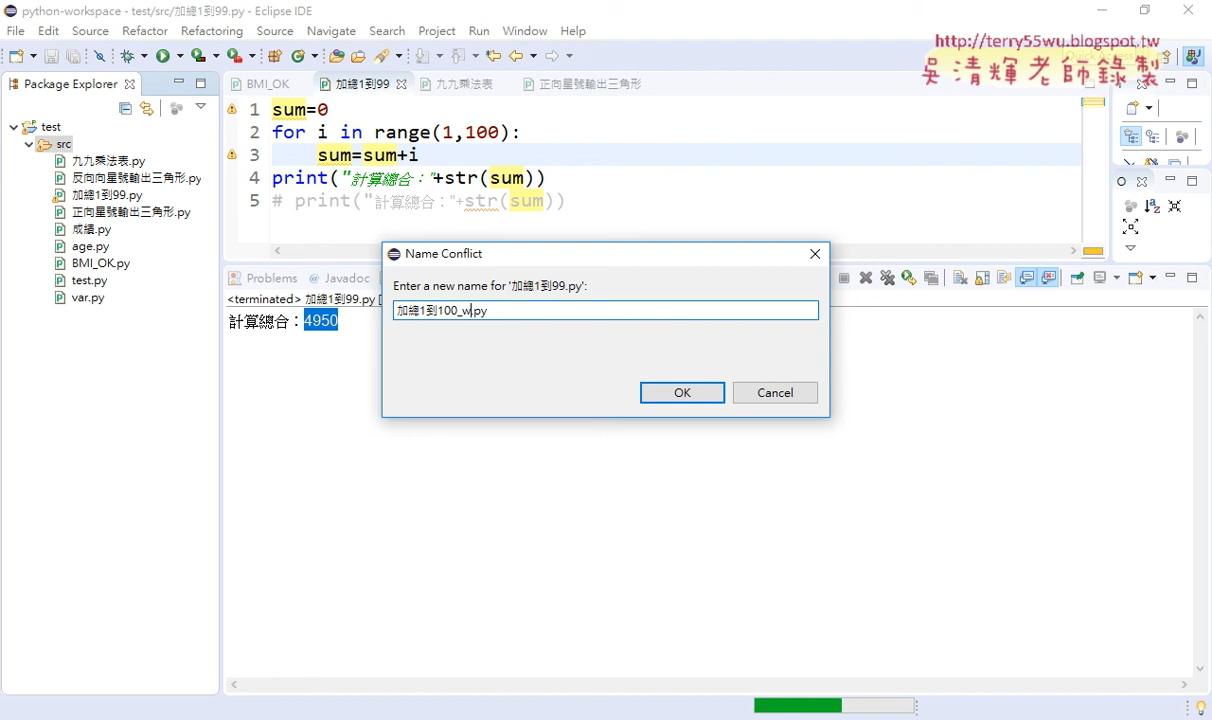 python-workspace - test/src/加總1到99.py - Eclipse IDE
File Edit Source Refactor Refactoring Source Navigate Search Project Run Window Help
http://terry55wu.blogspot.tw
吳清輝老師錄製
Package Explorer
BMI_OK
加總1到99
九九乘法表
正向星號輸出三角形
test
src
九九乘法表.py
反向向星號輸出三角形.py
加總1到99.py
正向星號輸出三角形.py
成績.py
age.py
BMI_OK.py
test.py
var.py
1 sum=0
2 for i in range(1,100):
3 sum=sum+i
4 print("計算總合："+str(sum))
5 # print("計算總合："+str(sum))
Problems @ Javadoc
<terminated> 加總1到99.py [
計算總合：4950
Name Conflict
Enter a new name for '加總1到99.py':
加總1到100_w.py
OK
Cancel